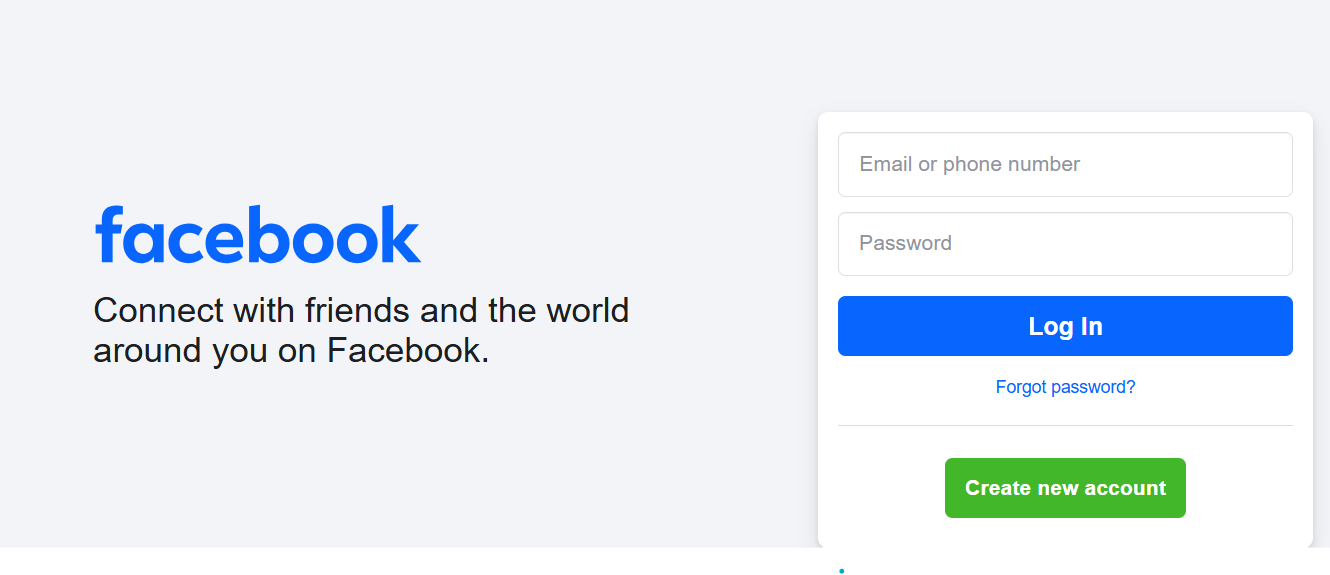 facebook
Connect with friends and the world
around you on Facebook.
Email or phone number
Password
Log In
Forgot password?
Create new account